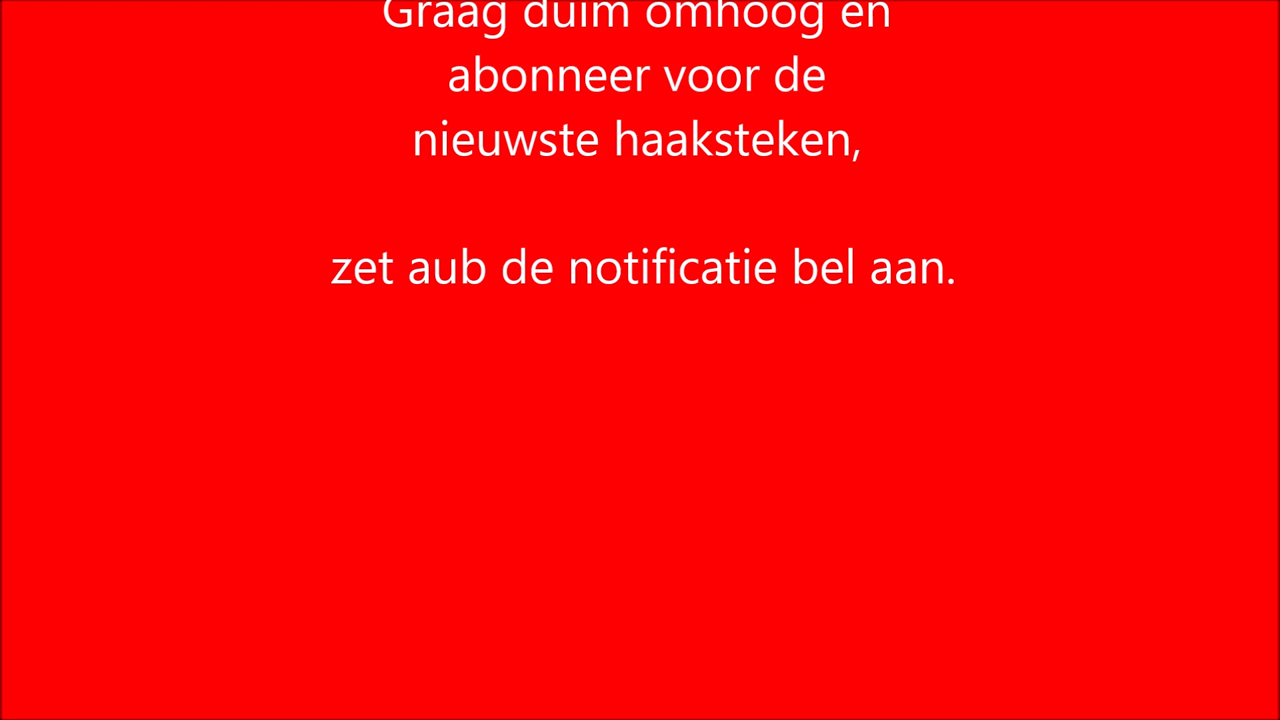 Graag duim omhoog en
abonneer voor de
nieuwste haaksteken,
zet aub de notificatie bel aan.